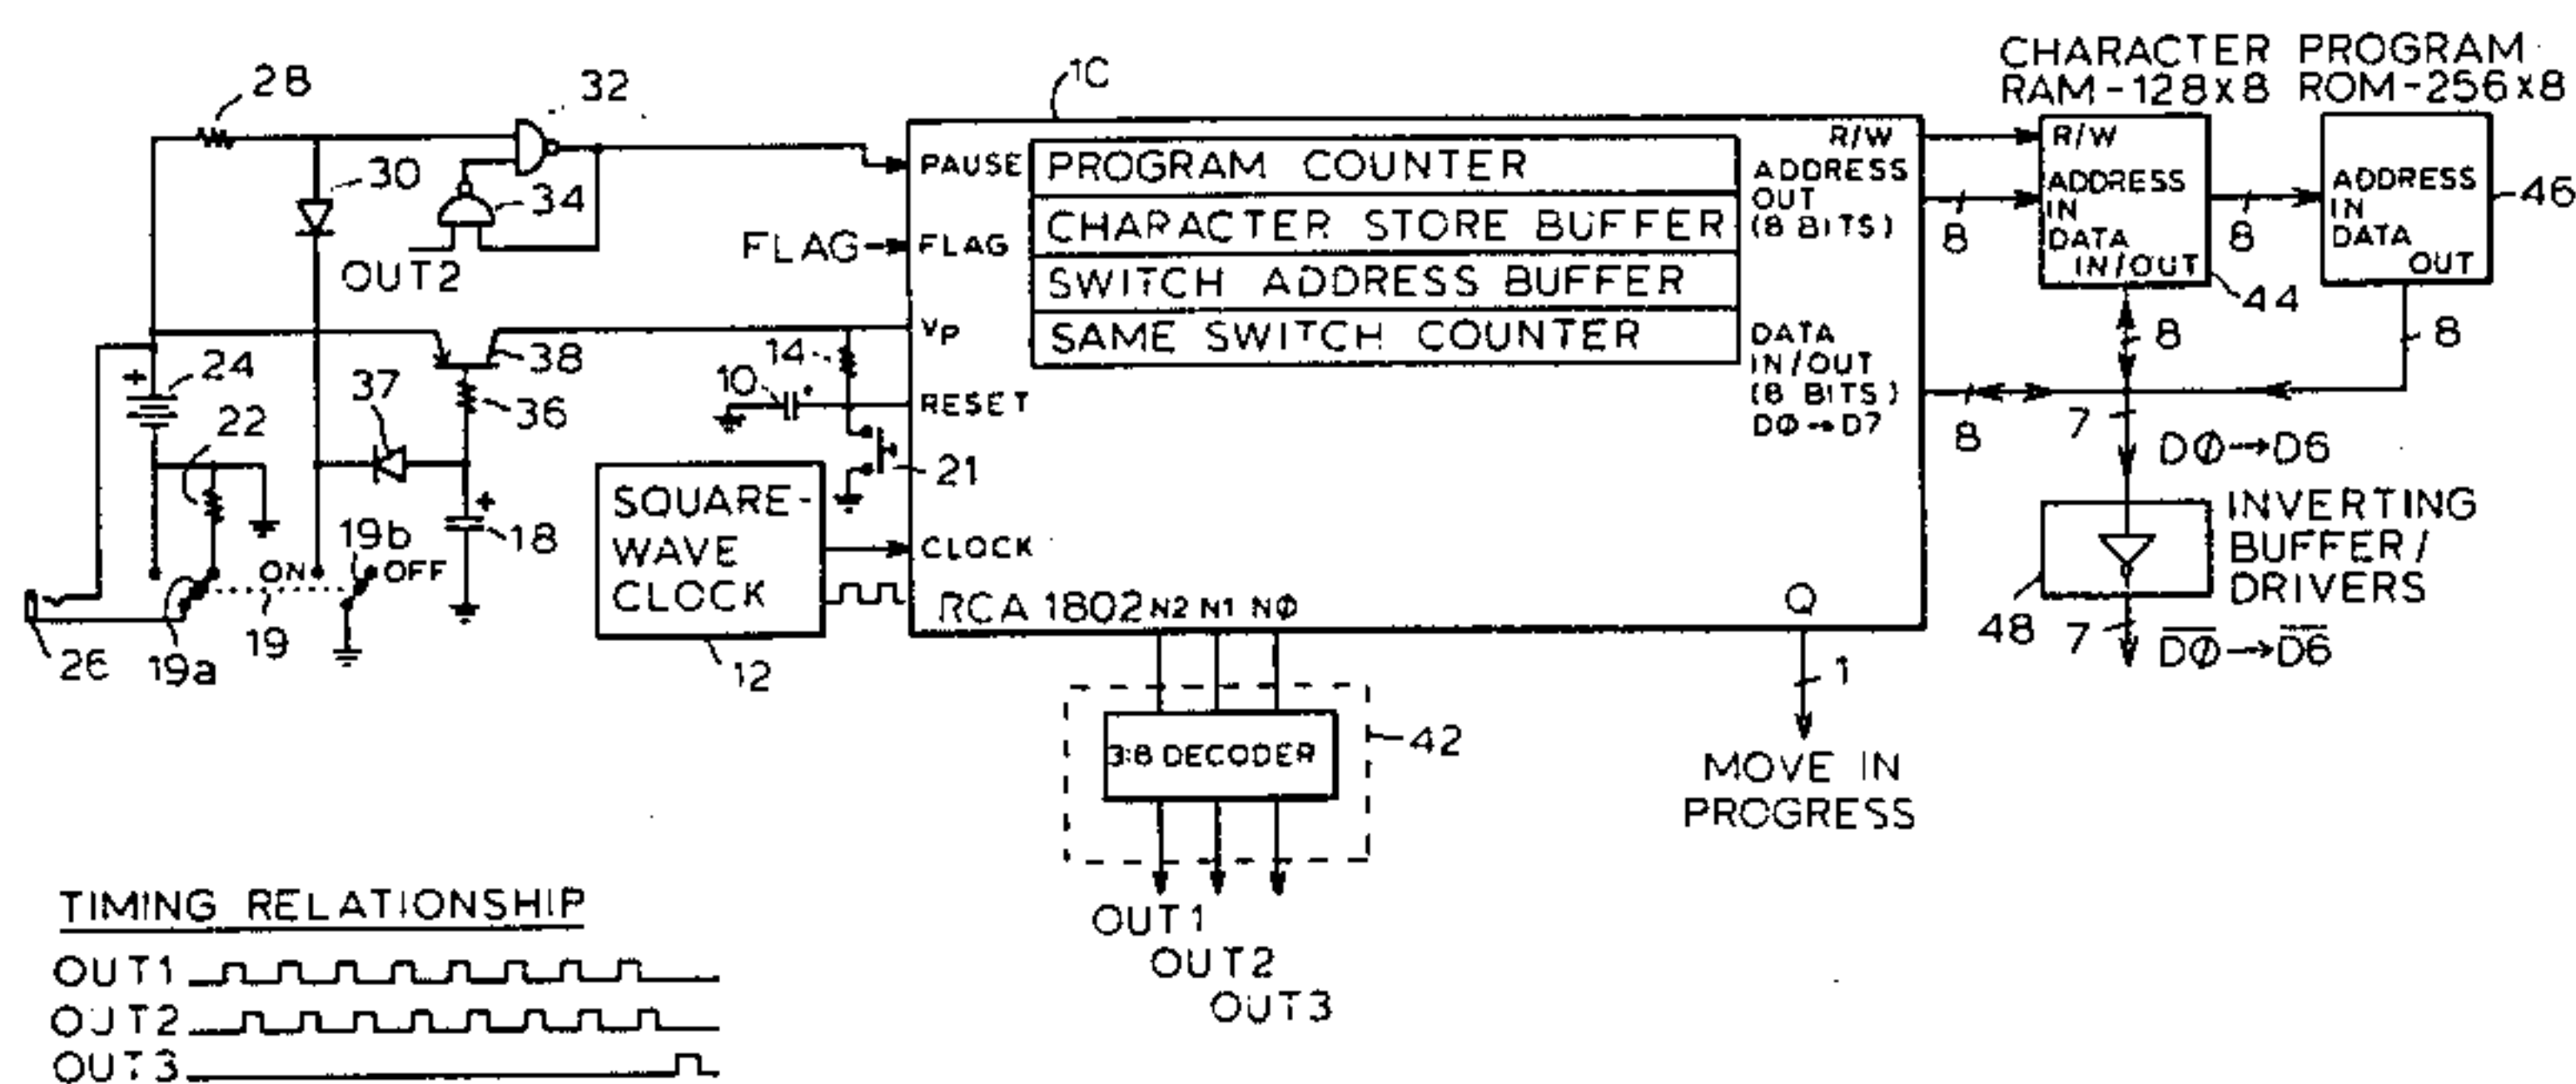 CHARACTER PROGRAM
RAM-128x8 ROM-256x8
28
32
1C
30
34
OUT2
PAUSE
PROGRAM COUNTER
R/W
ADDRESS
OUT
(8 BITS)
8
R/W
ADDRESS
IN
DATA
IN/OUT
8
ADDRESS
IN
DATA
OUT
46
44
FLAG
FLAG
CHARACTER STORE BUFFER
SWITCH ADDRESS BUFFER
VP
SAME SWITCH COUNTER
DATA
IN/OUT
(8 BITS)
DØ→D7
8
8
8
+
24
38
37
36
14
10
RESET
22
21
7
DØ→D6
+
18
19b
ON
OFF
SQUARE-
WAVE
CLOCK
CLOCK
INVERTING
BUFFER/
DRIVERS
48
26
19a
19
12
RCA 1802
N2 N1 NØ
Q
7
D̅Ø̅→D̅6̅
1
3:8 DECODER
42
MOVE IN
PROGRESS
OUT1
OUT2
OUT3
TIMING RELATIONSHIP
OUT1
OUT2
OUT3